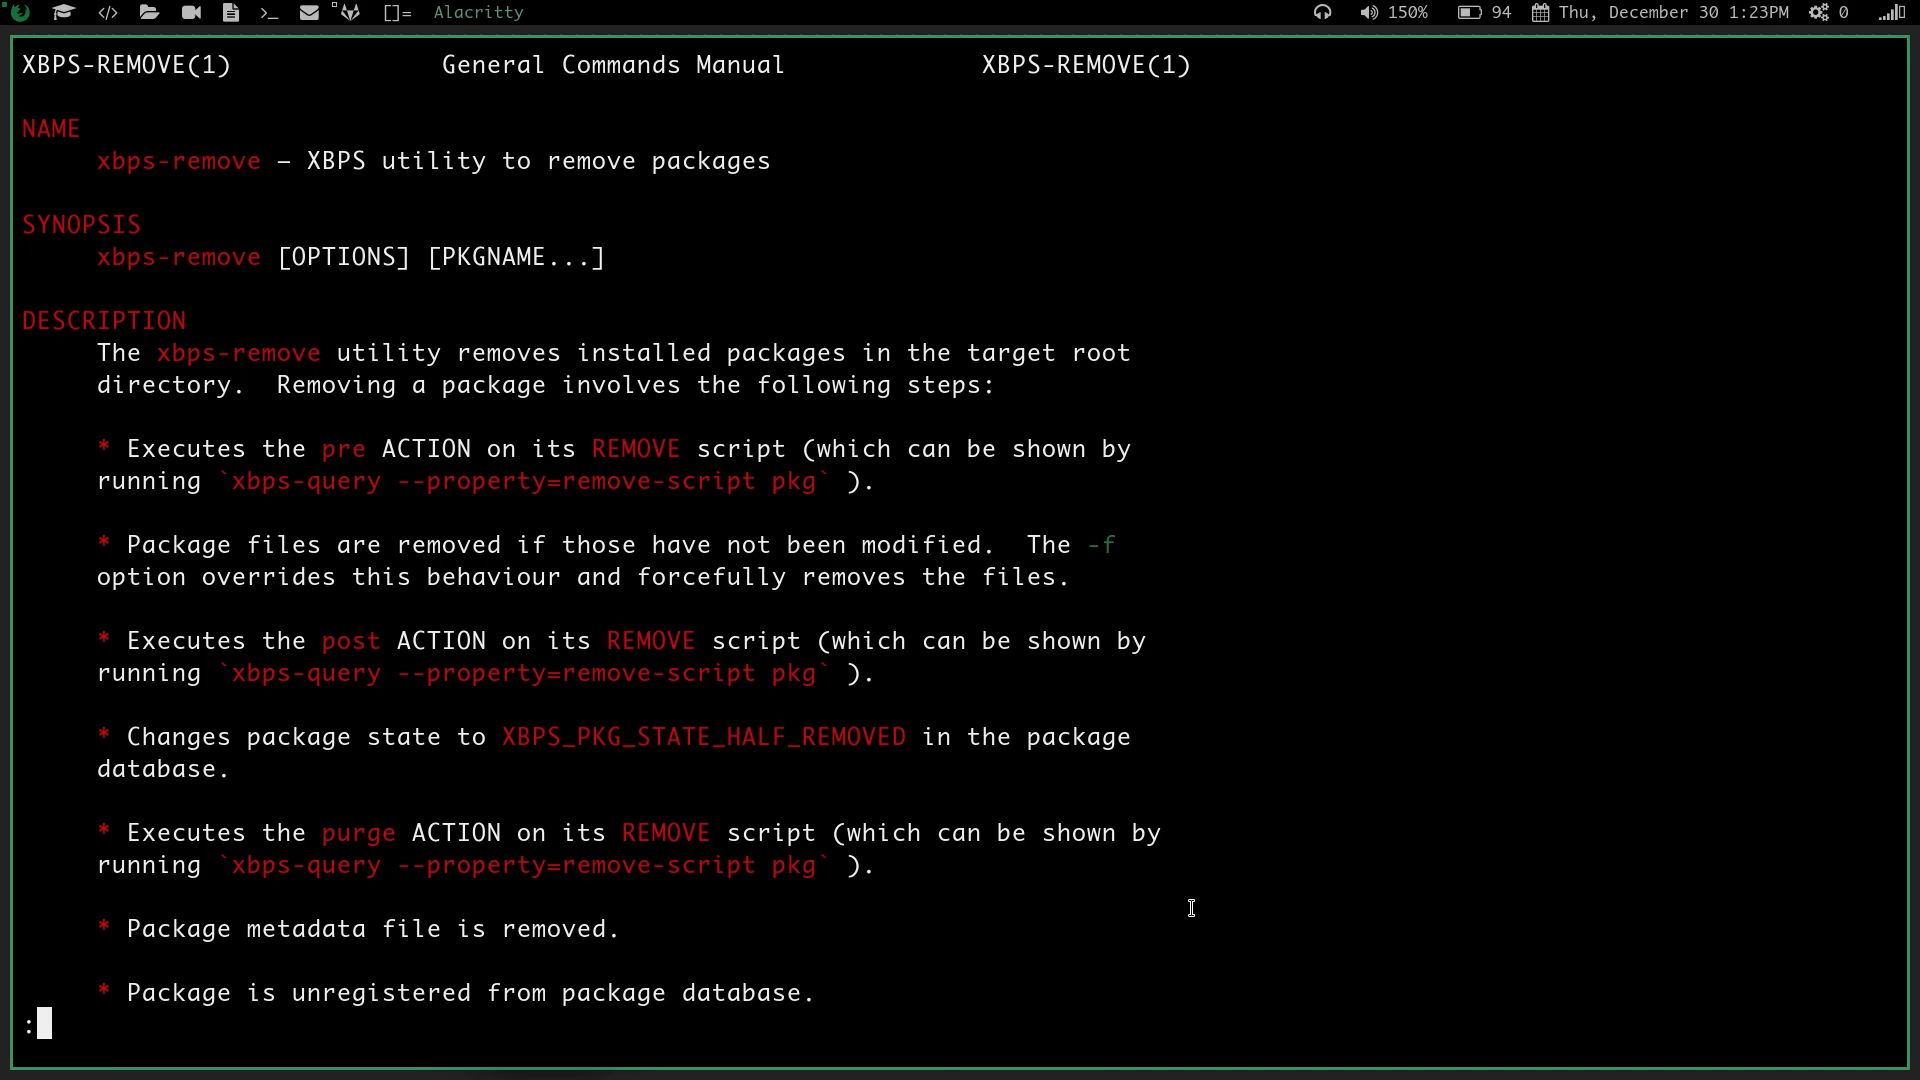 []= Alacritty 150% 94 Thu, December 30 1:23PM 0
XBPS-REMOVE(1) General Commands Manual XBPS-REMOVE(1)
NAME
xbps-remove – XBPS utility to remove packages
SYNOPSIS
xbps-remove [OPTIONS] [PKGNAME...]
DESCRIPTION
The xbps-remove utility removes installed packages in the target root
directory.  Removing a package involves the following steps:
* Executes the pre ACTION on its REMOVE script (which can be shown by
running `xbps-query --property=remove-script pkg` ).
* Package files are removed if those have not been modified.  The -f
option overrides this behaviour and forcefully removes the files.
* Executes the post ACTION on its REMOVE script (which can be shown by
running `xbps-query --property=remove-script pkg` ).
* Changes package state to XBPS_PKG_STATE_HALF_REMOVED in the package
database.
* Executes the purge ACTION on its REMOVE script (which can be shown by
running `xbps-query --property=remove-script pkg` ).
* Package metadata file is removed.
* Package is unregistered from package database.
: